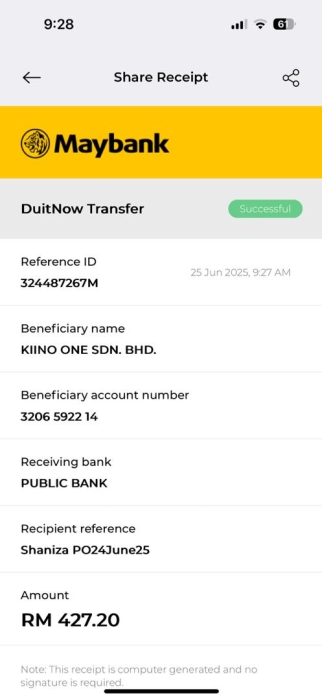 9:28
61
Share Receipt
Maybank
DuitNow Transfer
Successful
Reference ID
324487267M
25 Jun 2025, 9:27 AM
Beneficiary name
KIINO ONE SDN. BHD.
Beneficiary account number
3206 5922 14
Receiving bank
PUBLIC BANK
Recipient reference
Shaniza PO24June25
Amount
RM 427.20
Note: This receipt is computer generated and no
signature is required.